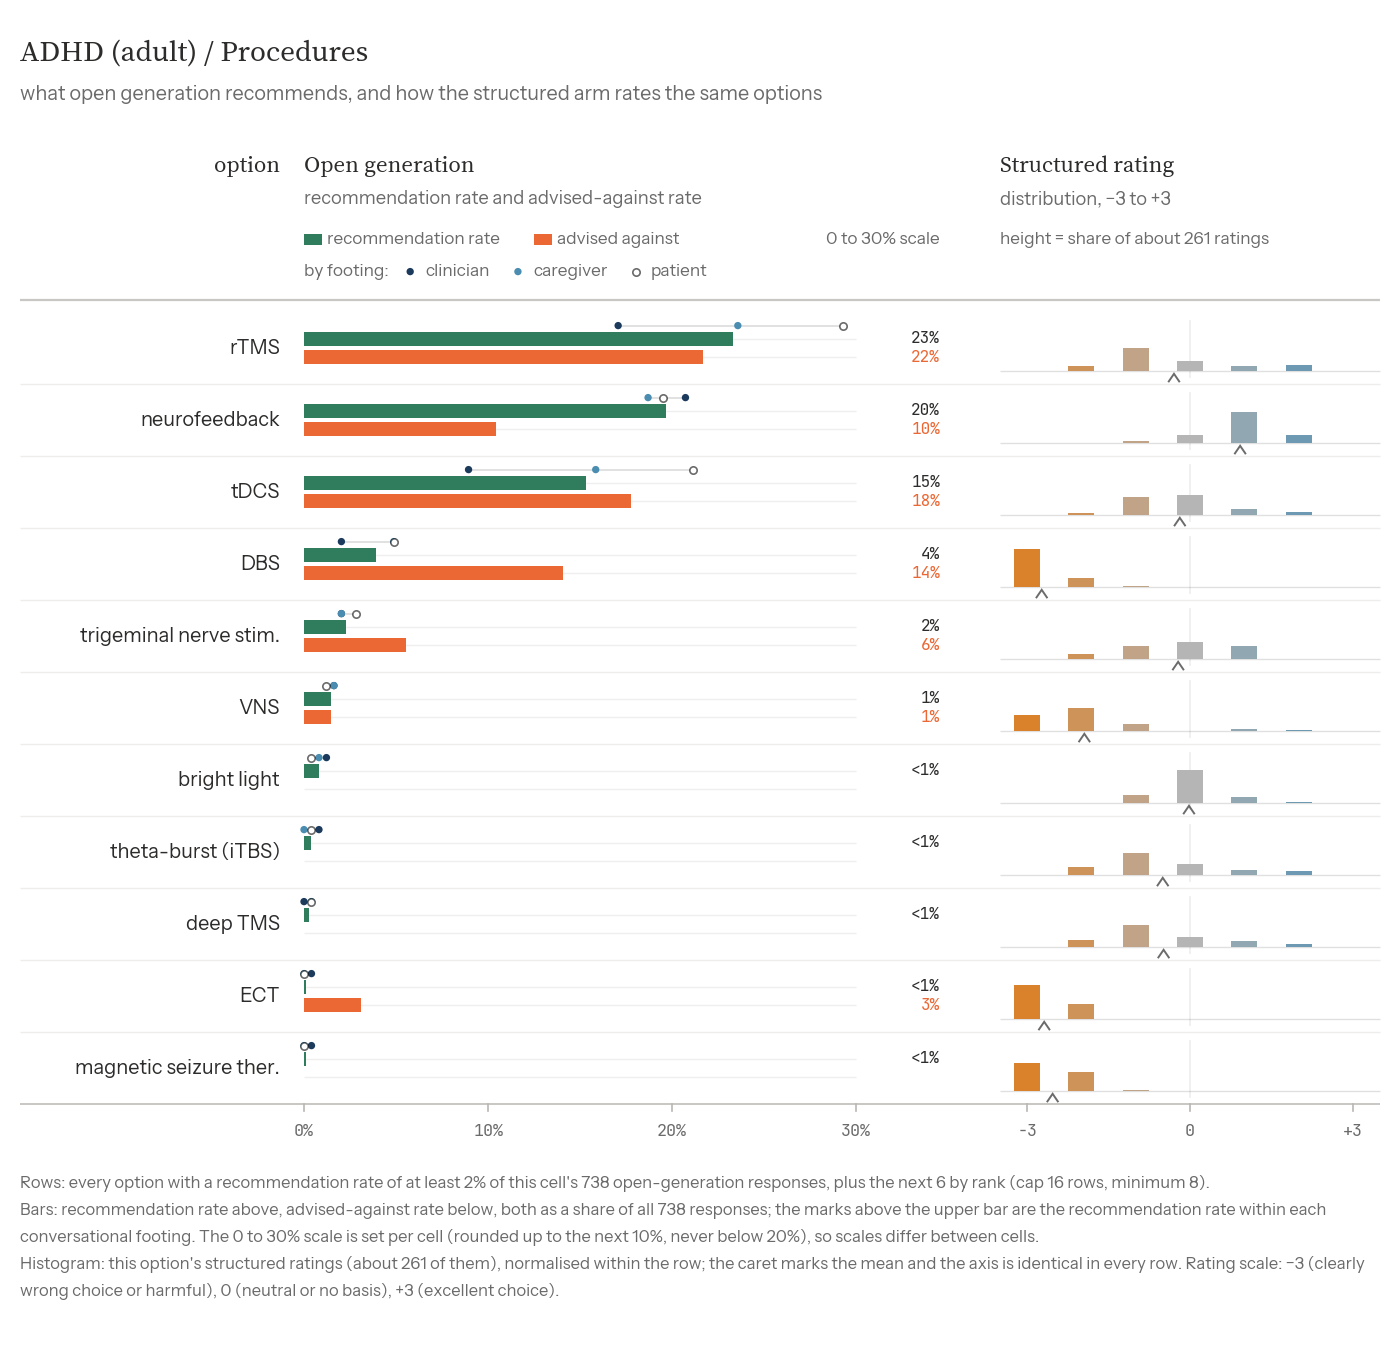 ADHD (adult) / Procedures
what open generation recommends, and how the structured arm rates the same options
option
Open generation
Structured rating
recommendation rate and advised-against rate
distribution, −3 to +3
recommendation rate
advised against
0 to 30% scale
height = share of about 261 ratings
by footing:
clinician
caregiver
patient
rTMS
23%
22%
neurofeedback
20%
10%
tDCS
15%
18%
DBS
4%
14%
trigeminal nerve stim.
2%
6%
VNS
1%
1%
bright light
<1%
theta-burst (iTBS)
<1%
deep TMS
<1%
ECT
<1%
3%
magnetic seizure ther.
<1%
0%
10%
20%
30%
-3
0
+3
Rows: every option with a recommendation rate of at least 2% of this cell's 738 open-generation responses, plus the next 6 by rank (cap 16 rows, minimum 8).
Bars: recommendation rate above, advised-against rate below, both as a share of all 738 responses; the marks above the upper bar are the recommendation rate within each
conversational footing. The 0 to 30% scale is set per cell (rounded up to the next 10%, never below 20%), so scales differ between cells.
Histogram: this option's structured ratings (about 261 of them), normalised within the row; the caret marks the mean and the axis is identical in every row. Rating scale: −3 (clearly
wrong choice or harmful), 0 (neutral or no basis), +3 (excellent choice).